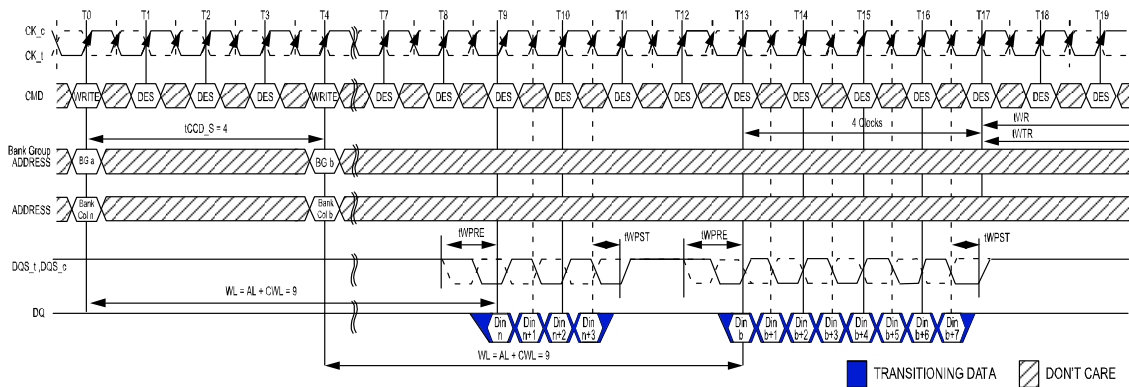 T0 T1 T2 T3 T4 T7 T8 T9 T10 T11 T12 T13 T14 T15 T16 T17 T18 T19
CK_c
CK_t
CMD WRITE DES DES DES WRITE DES DES DES DES DES DES DES DES DES DES DES DES DES
tCCD_S = 4 4 Clocks tWR
tWTR
Bank Group
ADDRESS BG a BG b
ADDRESS Bank Col n Bank Col b
tWPRE tWPST tWPRE tWPST
DQS_t ,DQS_c
WL = AL + CWL = 9
DQ Din n Din n+1 Din n+2 Din n+3 Din b Din b+1 Din b+2 Din b+3 Din b+4 Din b+5 Din b+6 Din b+7
WL = AL + CWL = 9
TRANSITIONING DATA DON'T CARE